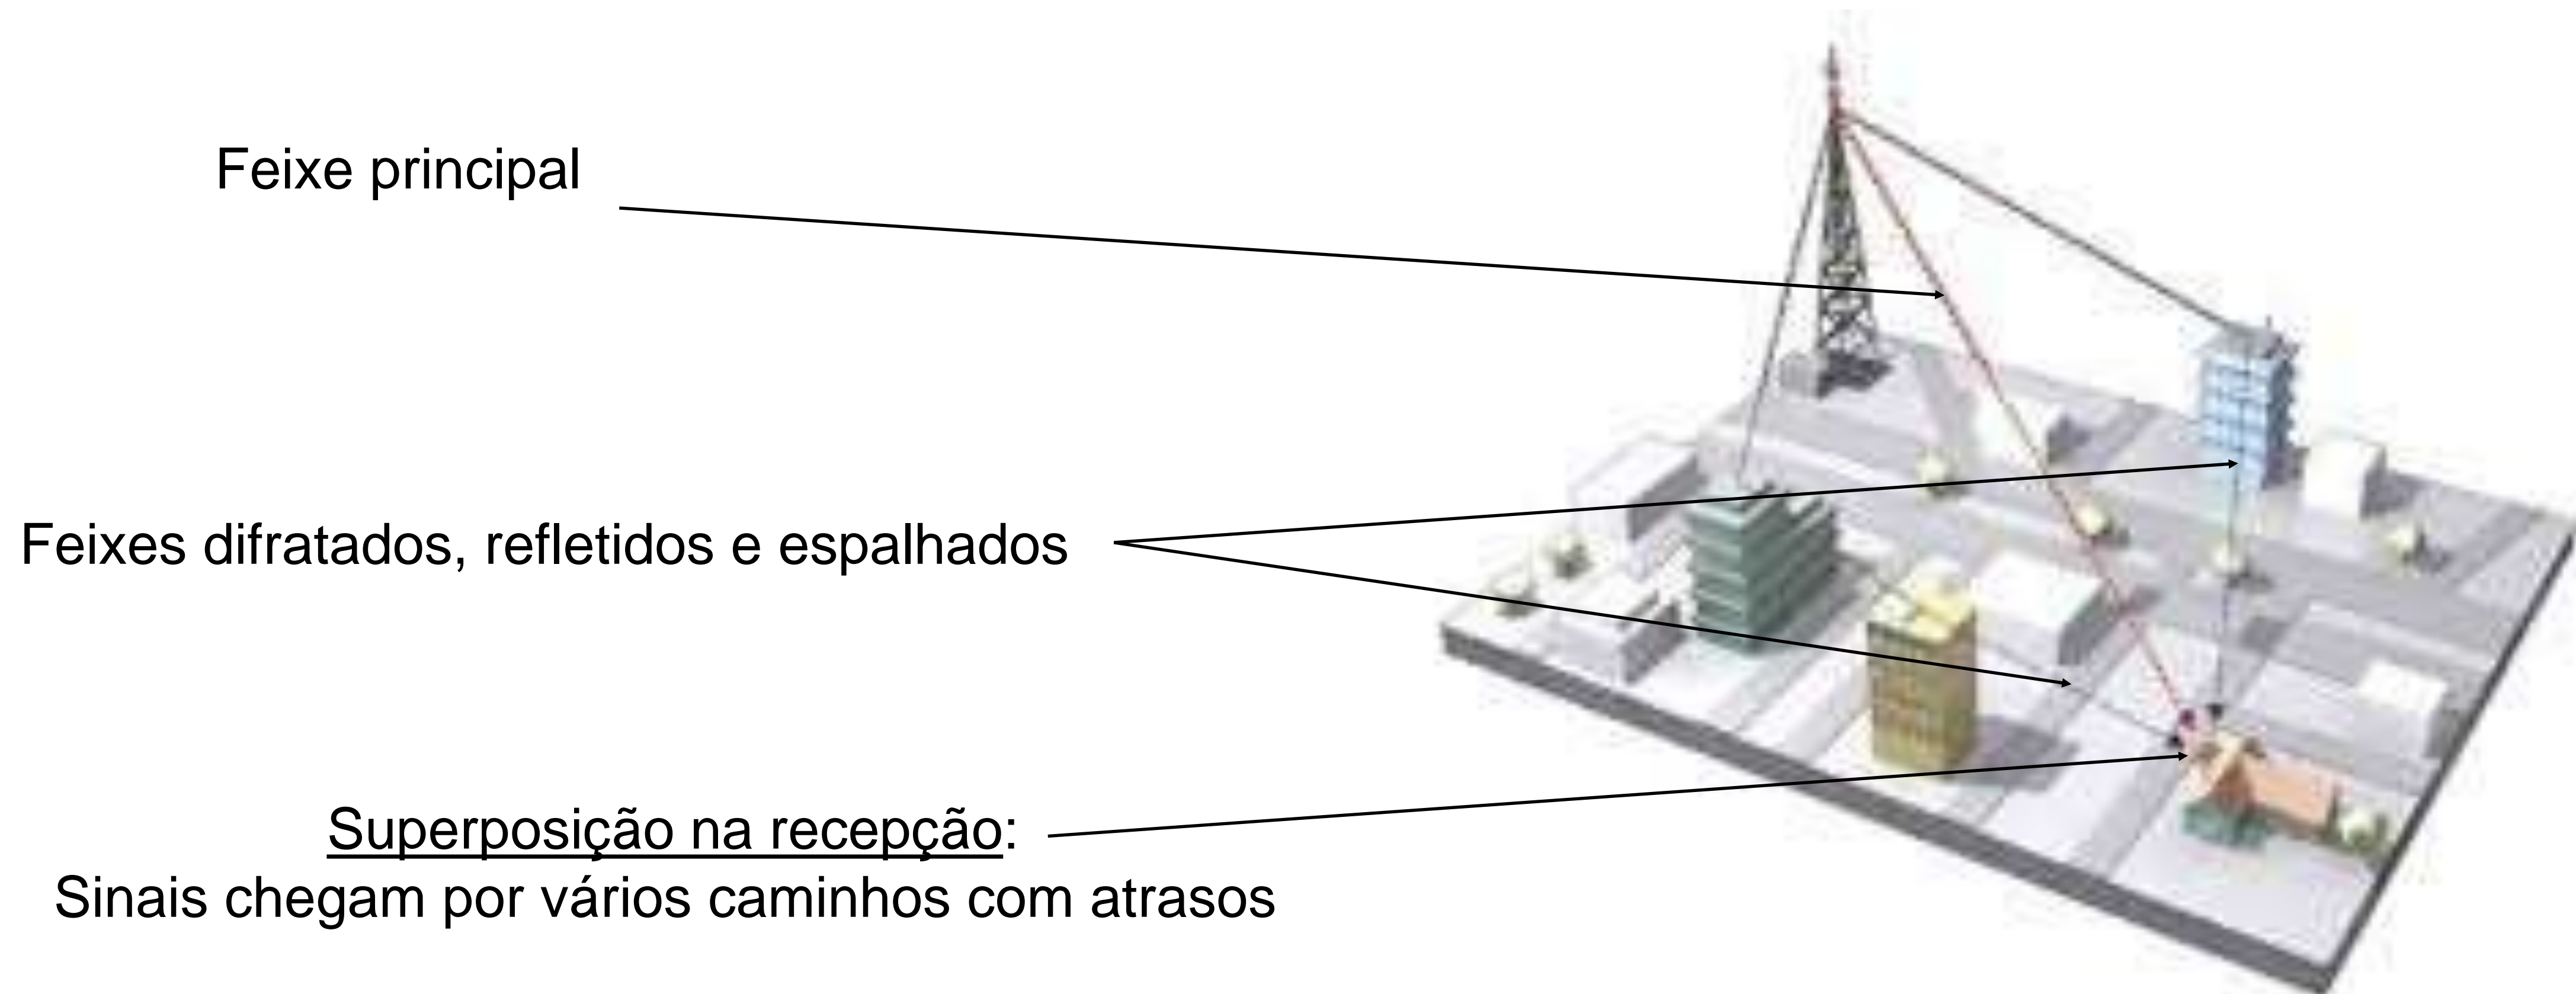 Feixe principal
Feixes difratados, refletidos e espalhados
Superposição na recepção:
Sinais chegam por vários caminhos com atrasos